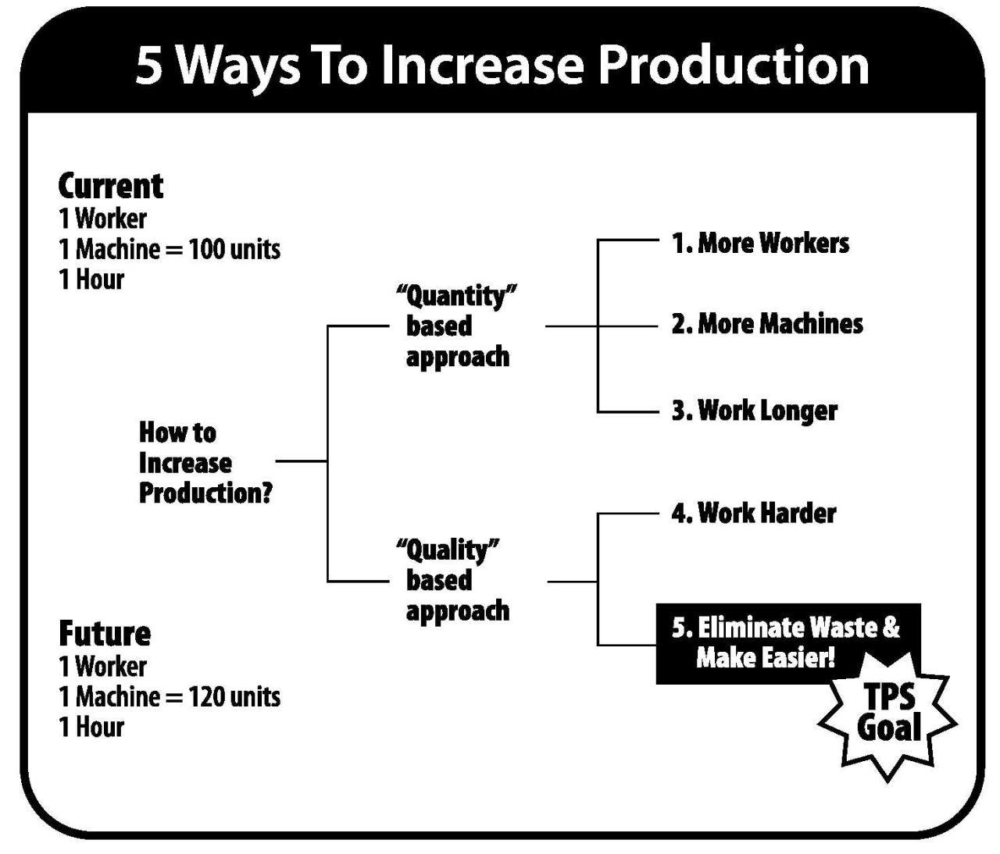 5 Ways To Increase Production
Current
1 Worker
1 Machine = 100 units
1 Hour
1. More Workers
"Quantity"
based
approach
2. More Machines
3. Work Longer
How to
Increase
Production?
4. Work Harder
"Quality"
based
approach
5. Eliminate Waste &
Make Easier!
Future
1 Worker
1 Machine = 120 units
1 Hour
TPS
Goal